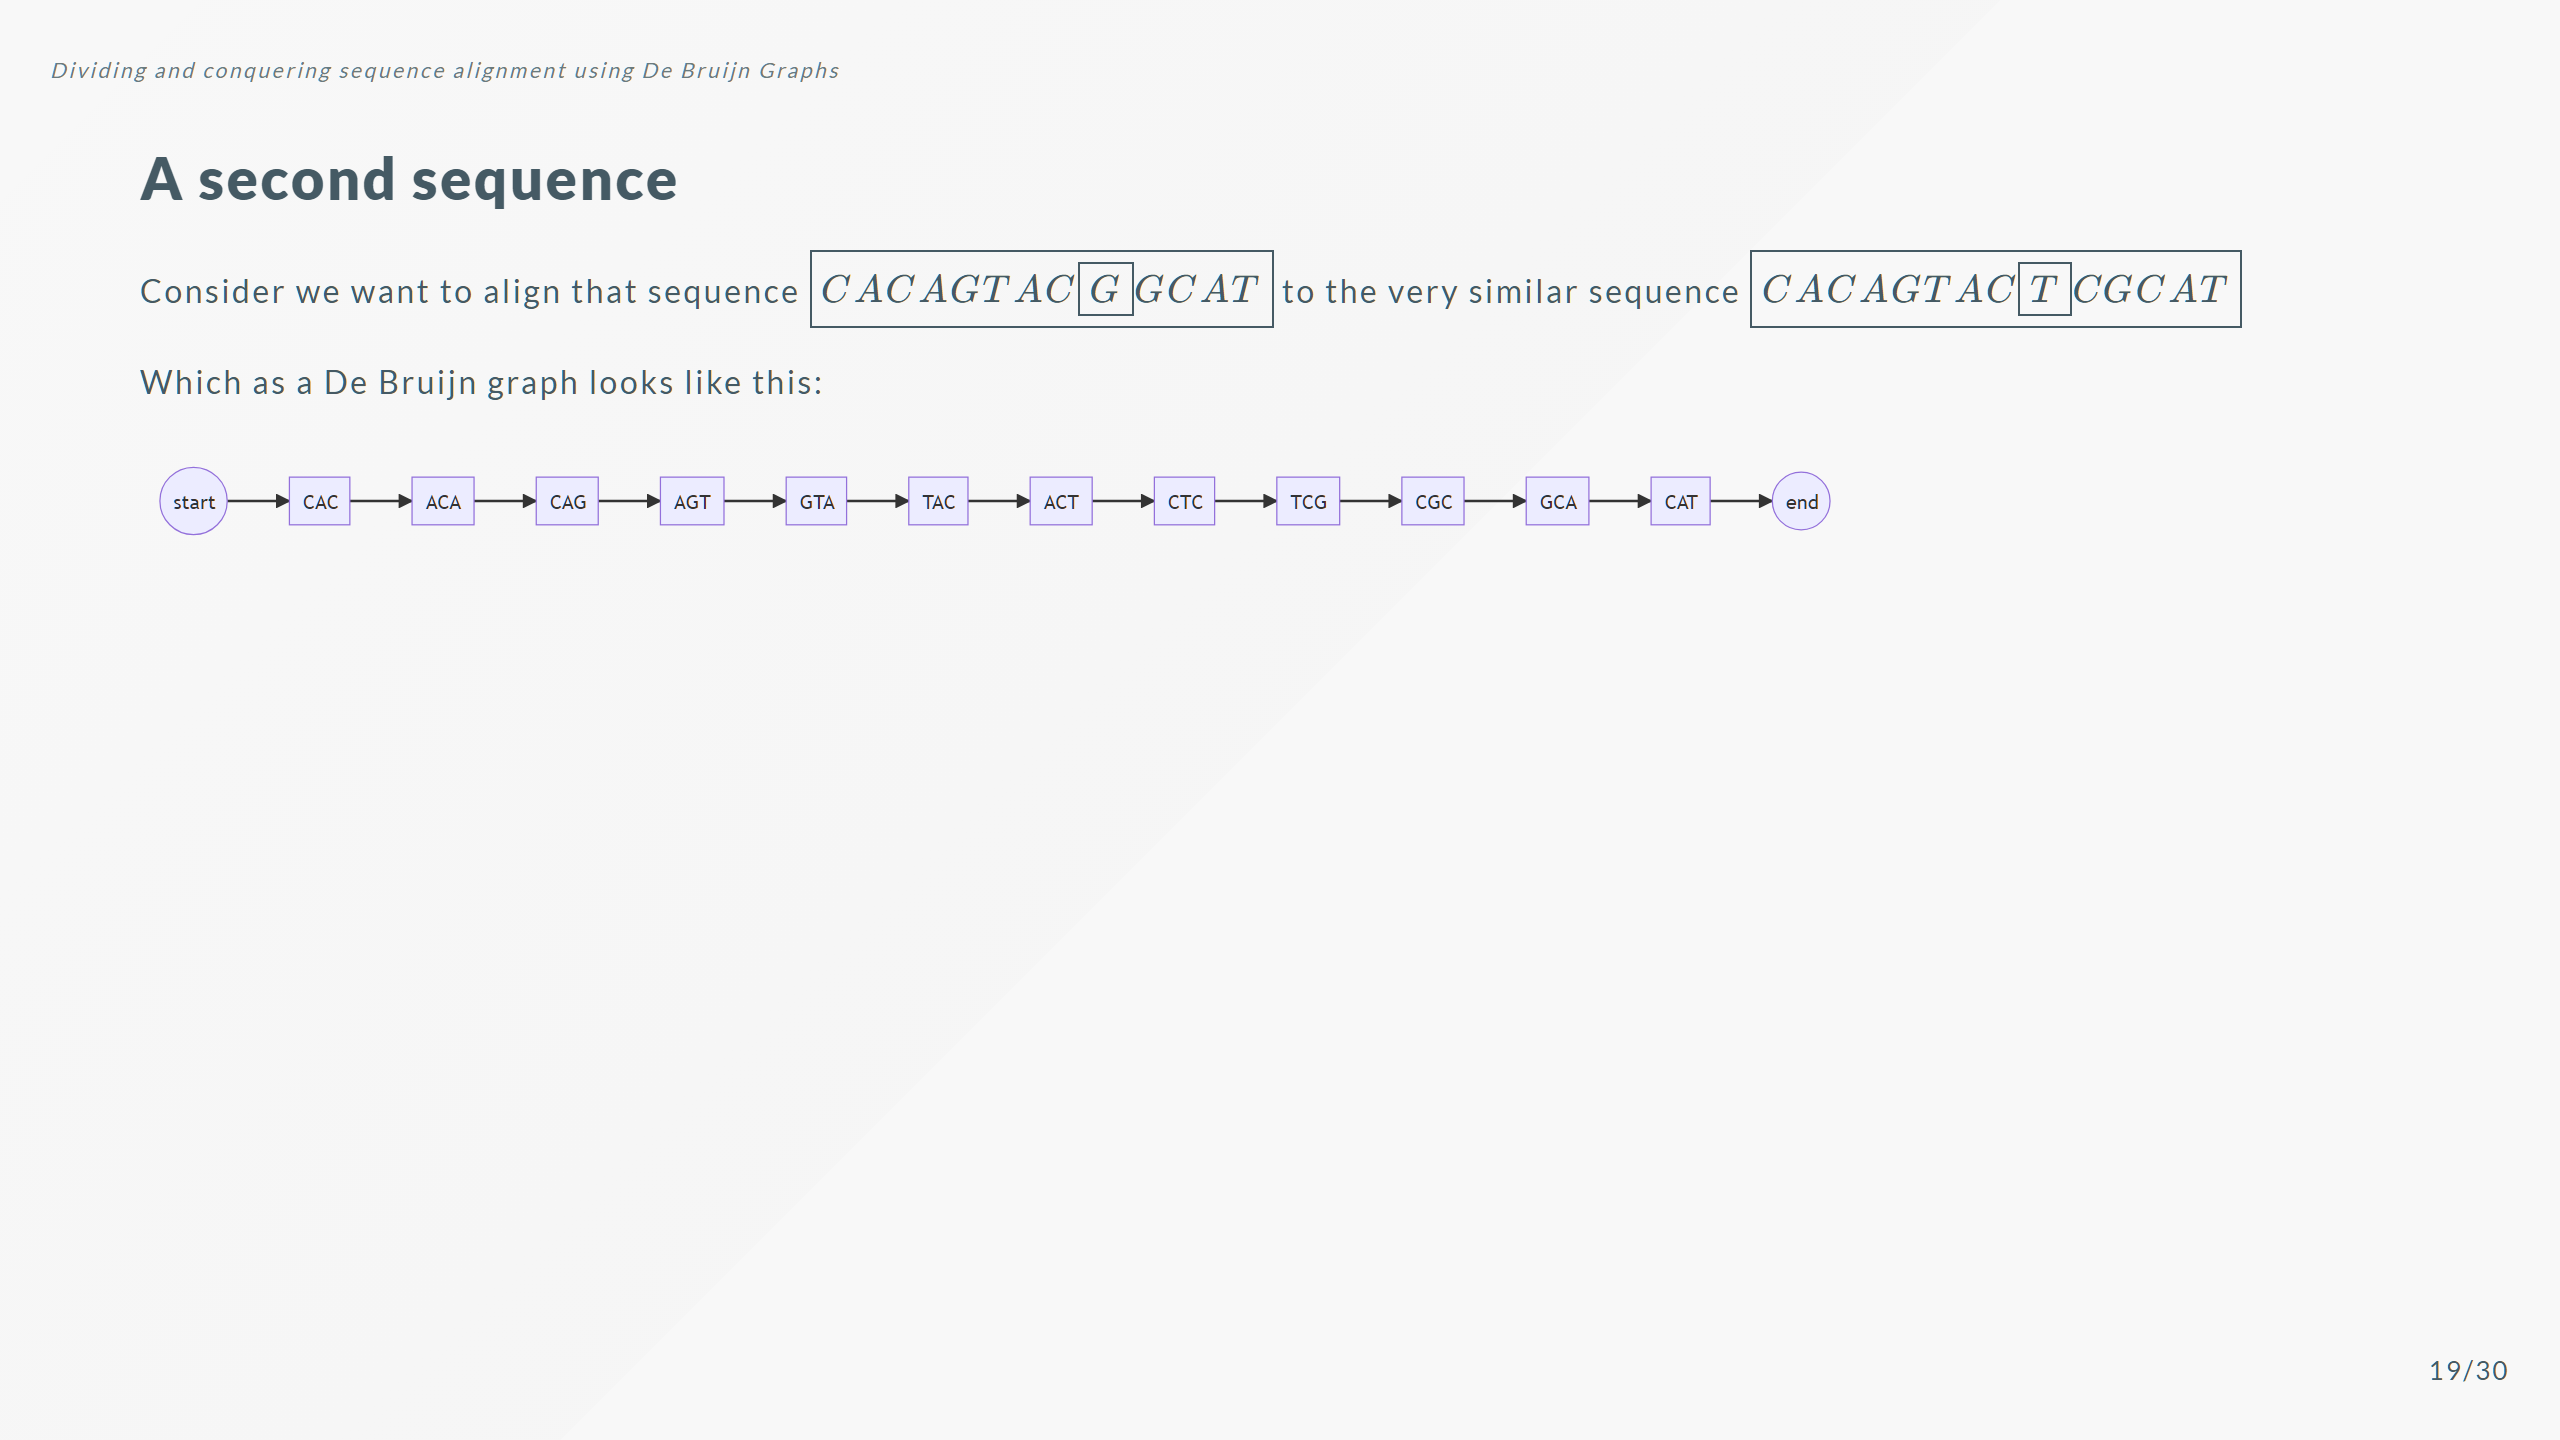 Dividing and conquering sequence alignment using De Bruijn Graphs
A second sequence
Consider we want to align that sequence CACAGTACGGCAT to the very similar sequence CACAGTACTCGCAT
Which as a De Bruijn graph looks like this:
start CAC ACA CAG AGT GTA TAC ACT CTC TCG CGC GCA CAT end
19/30